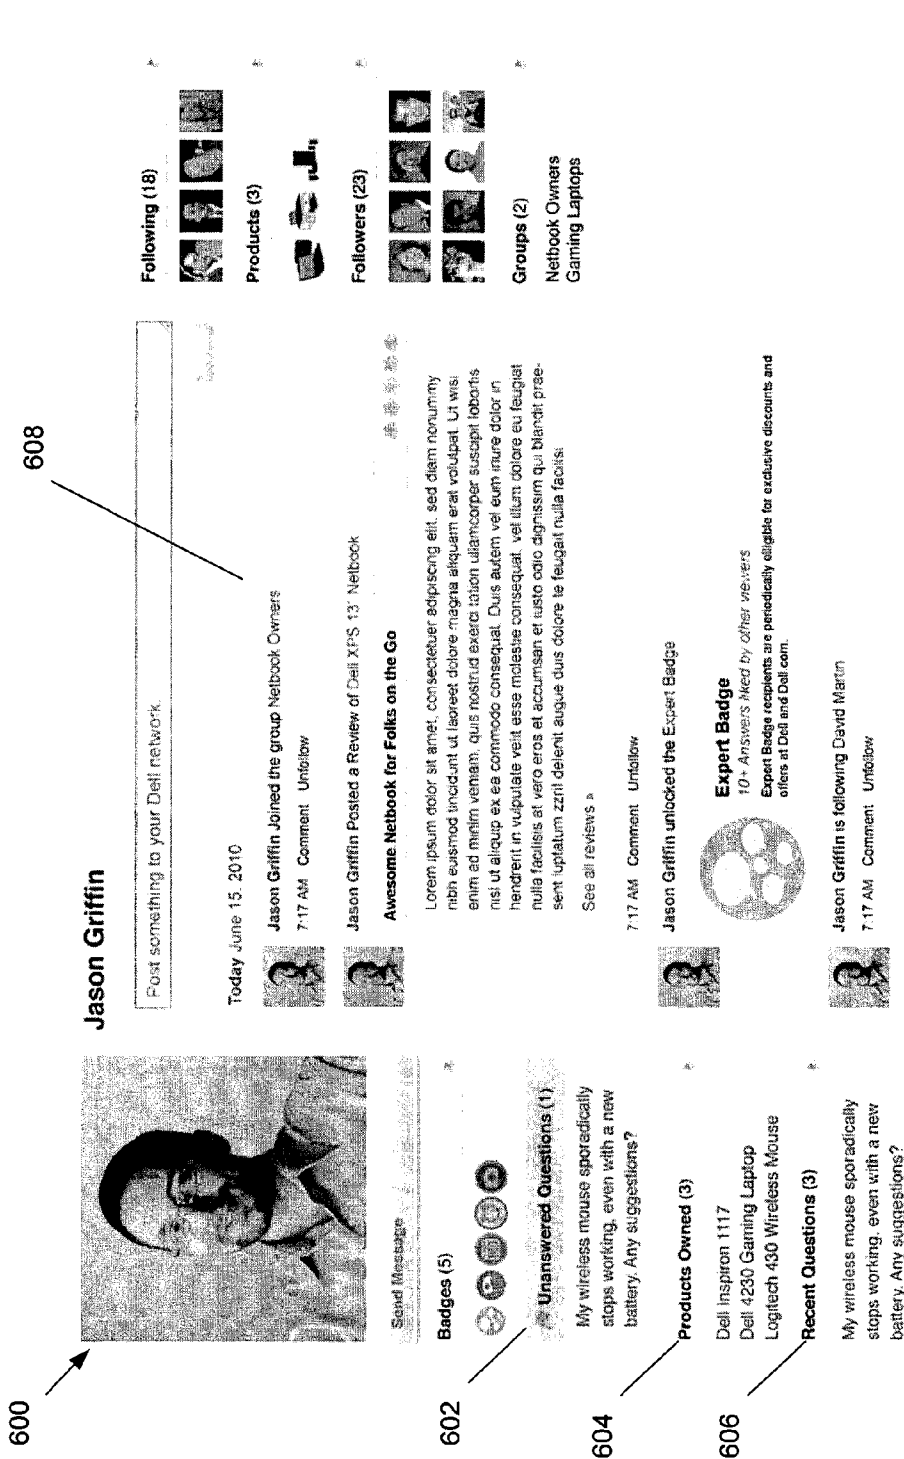 600
Send Message
Badges (5)
602
Unanswered Questions (1)
My wireless mouse sporadically
stops working, even with a new
battery. Any suggestions?
604
Products Owned (3)
Dell Inspiron 1117
Dell 4230 Gaming Laptop
Logitech 430 Wireless Mouse
606
Recent Questions (3)
My wireless mouse sporadically
stops working, even with a new
battery. Any suggestions?
Jason Griffin
Post something to your Dell network.
608
Today June 15, 2010
Jason Griffin Joined the group Netbook Owners
7:17 AM Comment Unfollow
Jason Griffin Posted a Review of Dell XPS 13" Netbook
Awesome Netbook for Folks on the Go
Lorem ipsum dolor sit amet, consectetuer adipiscing elit, sed diam nonummy
nibh euismod tincidunt ut laoreet dolore magna aliquam erat volutpat. Ut wisi
enim ad minim veniam, quis nostrud exerci tation ullamcorper suscipit lobortis
nisl ut aliquip ex ea commodo consequat. Duis autem vel eum iriure dolor in
hendrerit in vulputate velit esse molestie consequat, vel illum dolore eu feugiat
nulla facilisis at vero eros et accumsan et iusto odio dignissim qui blandit prae-
sent luptatum zzril delenit augue duis dolore te feugait nulla facilisi
See all reviews »
7:17 AM Comment Unfollow
Jason Griffin unlocked the Expert Badge
Expert Badge
10+ Answers liked by other viewers
Expert Badge recipients are periodically eligible for exclusive discounts and
offers at Dell and Dell.com.
Jason Griffin is following David Martin
7:17 AM Comment Unfollow
Following (18)
Products (3)
Followers (23)
Groups (2)
Netbook Owners
Gaming Laptops